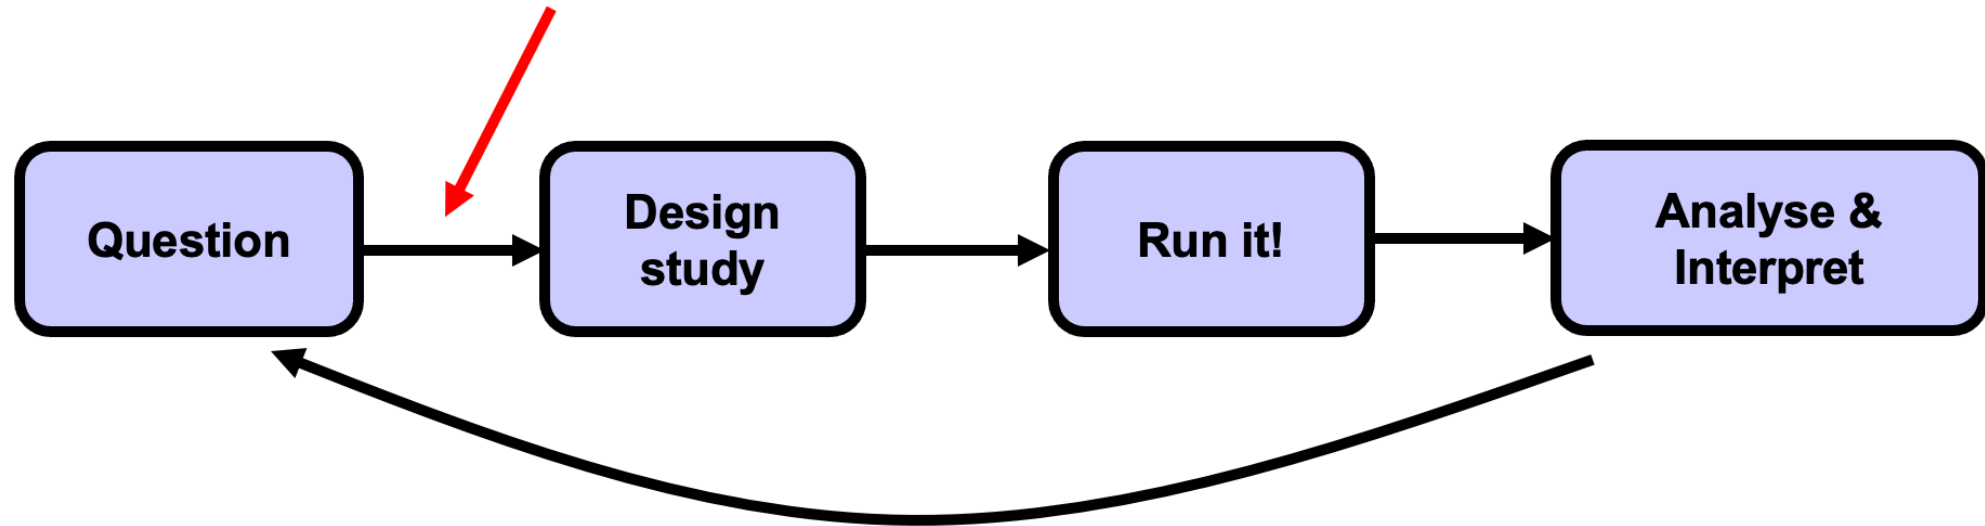 Question
Design
study
Run it!
Analyse &
Interpret